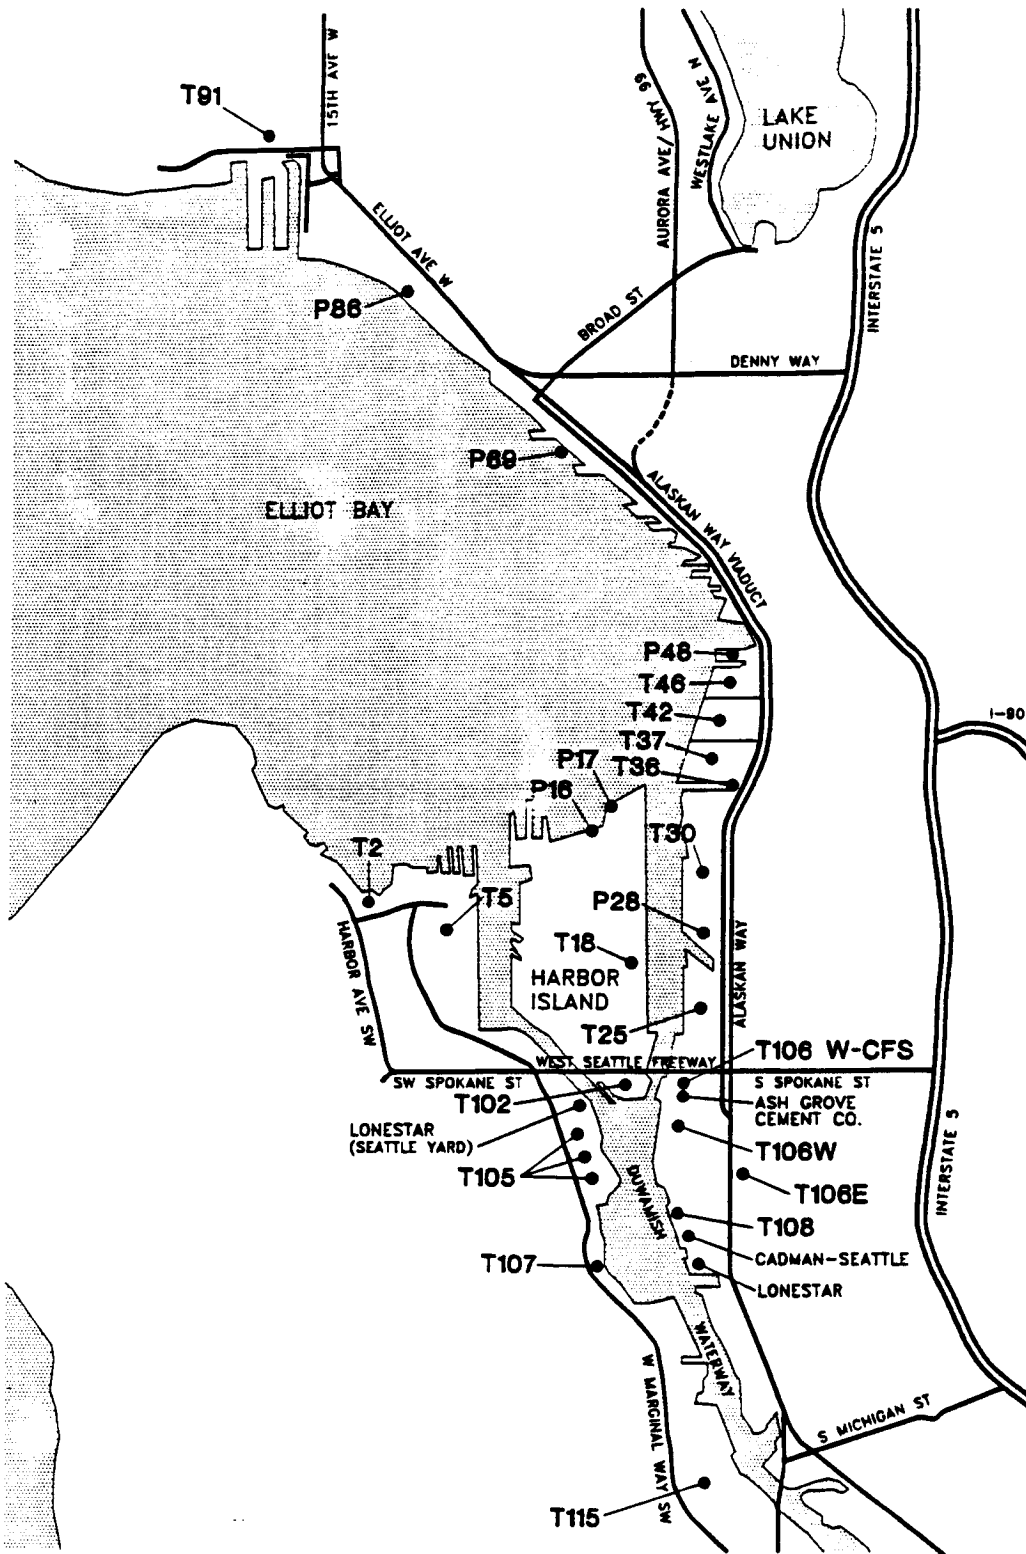 15TH AVE W
T91
HWY 99
WESTLAKE AVE N
LAKE
UNION
AURORA AVE/
ELLIOT AVE W
INTERSTATE 5
P86
BROAD ST
DENNY WAY
P69
ELLIOT BAY
ALASKAN WAY VIADUCT
P48
T46
T42
I-90
T37
P17
T36
P16
T30
T2
T5
P28
HARBOR AVE SW
T18
HARBOR
ISLAND
ALASKAN WAY
T25
WEST SEATTLE FREEWAY
T106 W-CFS
SW SPOKANE ST
S SPOKANE ST
T102
ASH GROVE
CEMENT CO.
LONESTAR
(SEATTLE YARD)
INTERSTATE 5
T106W
T105
DUWAMISH
T106E
T108
CADMAN-SEATTLE
T107
LONESTAR
WATERWAY
W MARGINAL WAY SW
S MICHIGAN ST
T115